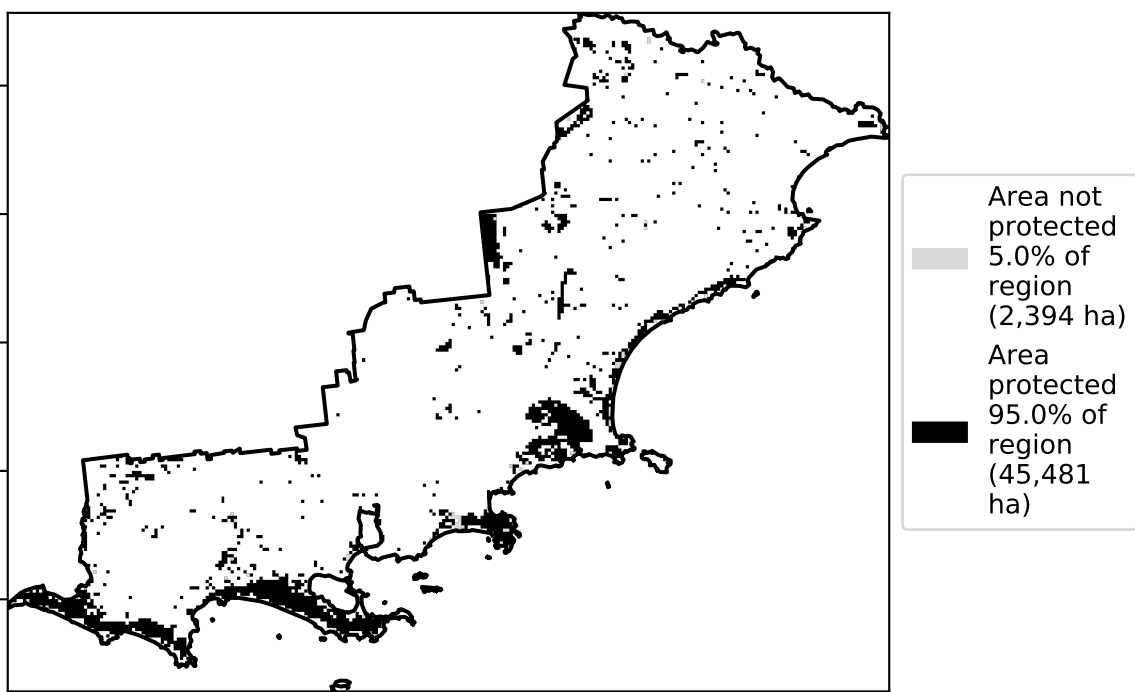 Area not
protected
5.0% of
region
(2,394 ha)
Area
protected
95.0% of
region
(45,481
ha)